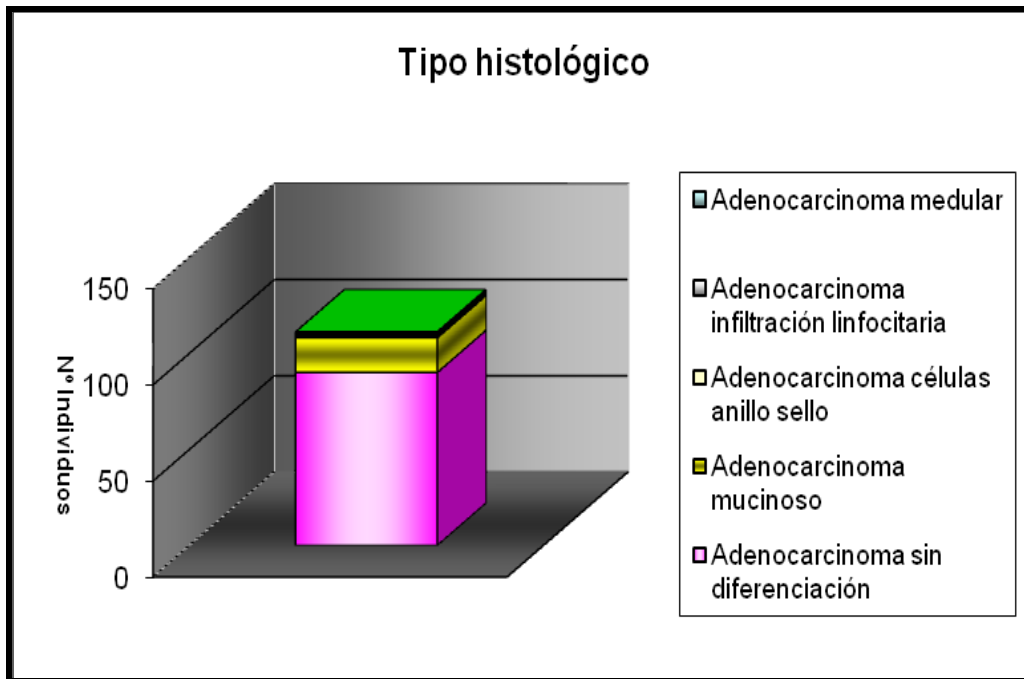 Tipo histológico
150
100
50
0
Nº Individuos
Adenocarcinoma medular
Adenocarcinoma
infiltración linfocitaria
Adenocarcinoma células
anillo sello
Adenocarcinoma
mucinoso
Adenocarcinoma sin
diferenciación